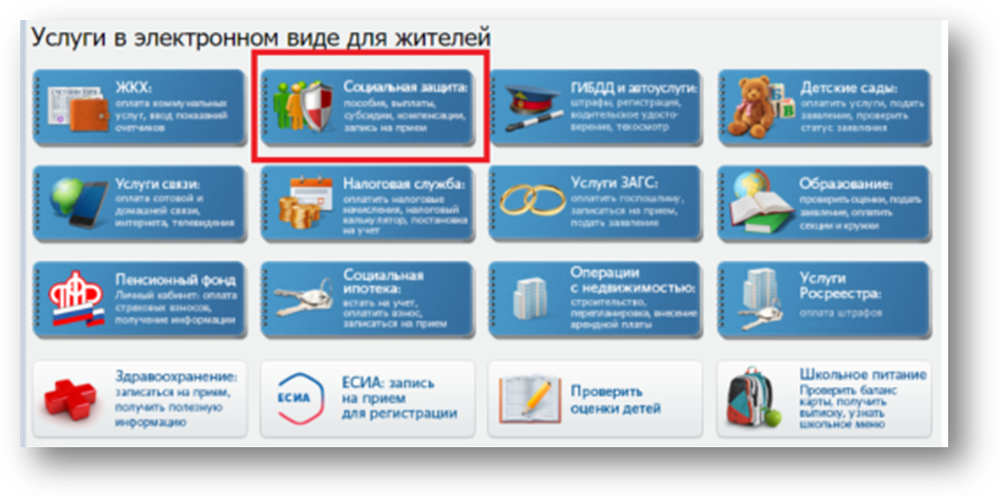 Услуги в электронном виде для жителей
ЖКХ:
оплата коммунальных
услуг, ввод показаний
счетчиков
Социальная защита:
пособия, выплаты,
субсидии, компенсации,
запись на прием
ГИБДД и автоуслуги:
штрафы, регистрация,
водительское удосто-
верение, техосмотр
Детские сады:
оплатить услуги, подать
заявление, проверить
статус заявления
Услуги связи:
оплата сотовой и
домашней связи,
интернета, телевидения
Налоговая служба:
оплатить налоговые
начисления, налоговый
калькулятор, постановка
на учет
Услуги ЗАГС:
оплатить госпошлину,
записаться на прием,
подать заявление
Образование:
проверить оценки, подать
заявление, оплатить
секции и кружки
Пенсионный фонд
Личный кабинет: оплата
страховых взносов,
получение информации
Социальная
ипотека:
встать на учет,
оплатить взнос,
записаться на прием
Операции
с недвижимостью:
строительство,
перепланировка, внесение
арендной платы
Услуги
Росреестра:
оплата штрафов
Здравоохранение:
записаться на прием,
получить полезную
информацию
ЕСИА
ЕСИА: запись
на прием
для регистрации
Проверить
оценки детей
Школьное питание
Проверить баланс
карты, получить
выписку, узнать
школьное меню